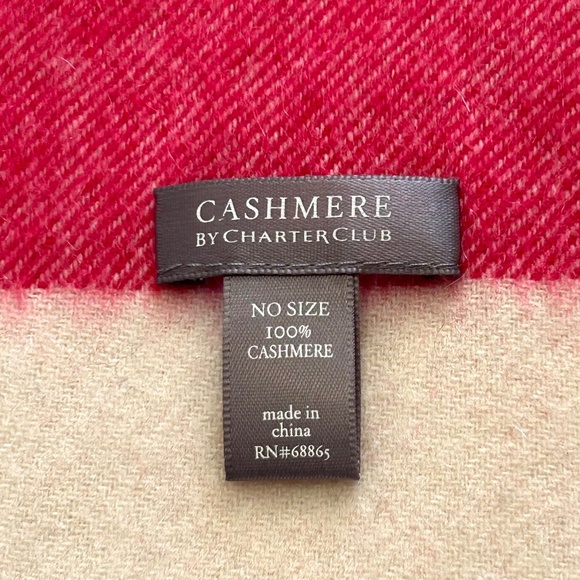 CASHMERE
BY CHARTER CLUB
NO SIZE
100%
CASHMERE
made in
china
RN#68865